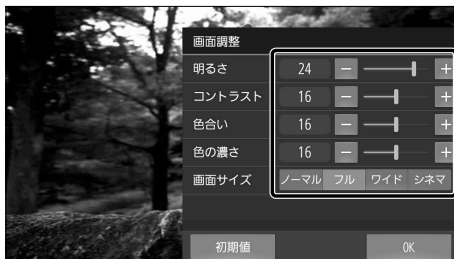 画面調整
明るさ 24 − +
コントラスト 16 − +
色合い 16 − +
色の濃さ 16 − +
画面サイズ ノーマル フル ワイド シネマ
初期値 OK